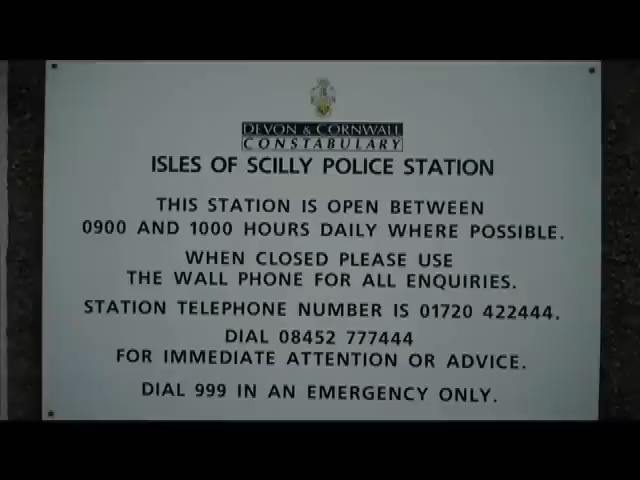 DEVON & CORNWALL
CONSTABULARY
ISLES OF SCILLY POLICE STATION
THIS STATION IS OPEN BETWEEN
0900 AND 1000 HOURS DAILY WHERE POSSIBLE.
WHEN CLOSED PLEASE USE
THE WALL PHONE FOR ALL ENQUIRIES.
STATION TELEPHONE NUMBER IS 01720 422444.
DIAL 08452 777444
FOR IMMEDIATE ATTENTION OR ADVICE.
DIAL 999 IN AN EMERGENCY ONLY.